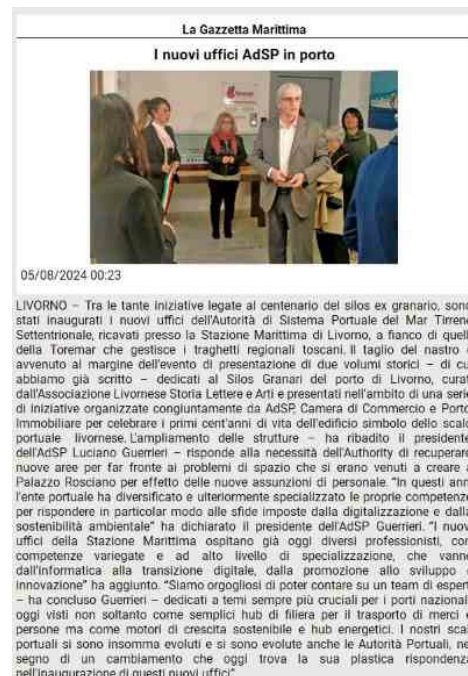 La Gazzetta Marittima
I nuovi uffici AdSP in porto
05/08/2024 00:23
LIVORNO – Tra le tante iniziative legate al centenario del silos ex granario, sono
stati inaugurati i nuovi uffici dell'Autorità di Sistema Portuale del Mar Tirreno
Settentrionale, ricavati presso la Stazione Marittima di Livorno, a fianco di quelli
della Toremar che gestisce i traghetti regionali toscani. Il taglio del nastro è
avvenuto al margine dell'evento di presentazione di due volumi storici – di cui
abbiamo già scritto – dedicati al Silos Granari del porto di Livorno, curati
dall'Associazione Livornese Storia Lettere e Arti e presentati nell'ambito di una serie
di iniziative organizzate congiuntamente da AdSP, Camera di Commercio e Porto
Immobiliare per celebrare i primi cent'anni di vita dell'edificio simbolo dello scalo
portuale livornese. L'ampliamento delle strutture – ha ribadito il presidente
dell'AdSP Luciano Guerrieri – risponde alla necessità dell'Authority di recuperare
nuove aree per far fronte ai problemi di spazio che si erano venuti a creare a
Palazzo Rosciano per effetto delle nuove assunzioni di personale. "In questi anni
l'ente portuale ha diversificato e ulteriormente specializzato le proprie competenze
per rispondere in particolar modo alle sfide imposte dalla digitalizzazione e dalla
sostenibilità ambientale" ha dichiarato il presidente dell'AdSP Guerrieri. "I nuovi
uffici della Stazione Marittima ospitano già oggi diversi professionisti, con
competenze variegate e ad alto livello di specializzazione, che vanno
dall'informatica alla transizione digitale, dalla promozione allo sviluppo e
innovazione" ha aggiunto. "Siamo orgogliosi di poter contare su un team di esperti
– ha concluso Guerrieri – dedicati a temi sempre più cruciali per i porti nazionali,
oggi visti non soltanto come semplici hub di filiera per il trasporto di merci e
persone ma come motori di crescita sostenibile e hub energetici. I nostri scali
portuali si sono insomma evoluti e si sono evolute anche le Autorità Portuali, nel
segno di un cambiamento che oggi trova la sua plastica rispondenza
nell'inaugurazione di questi nuovi uffici".